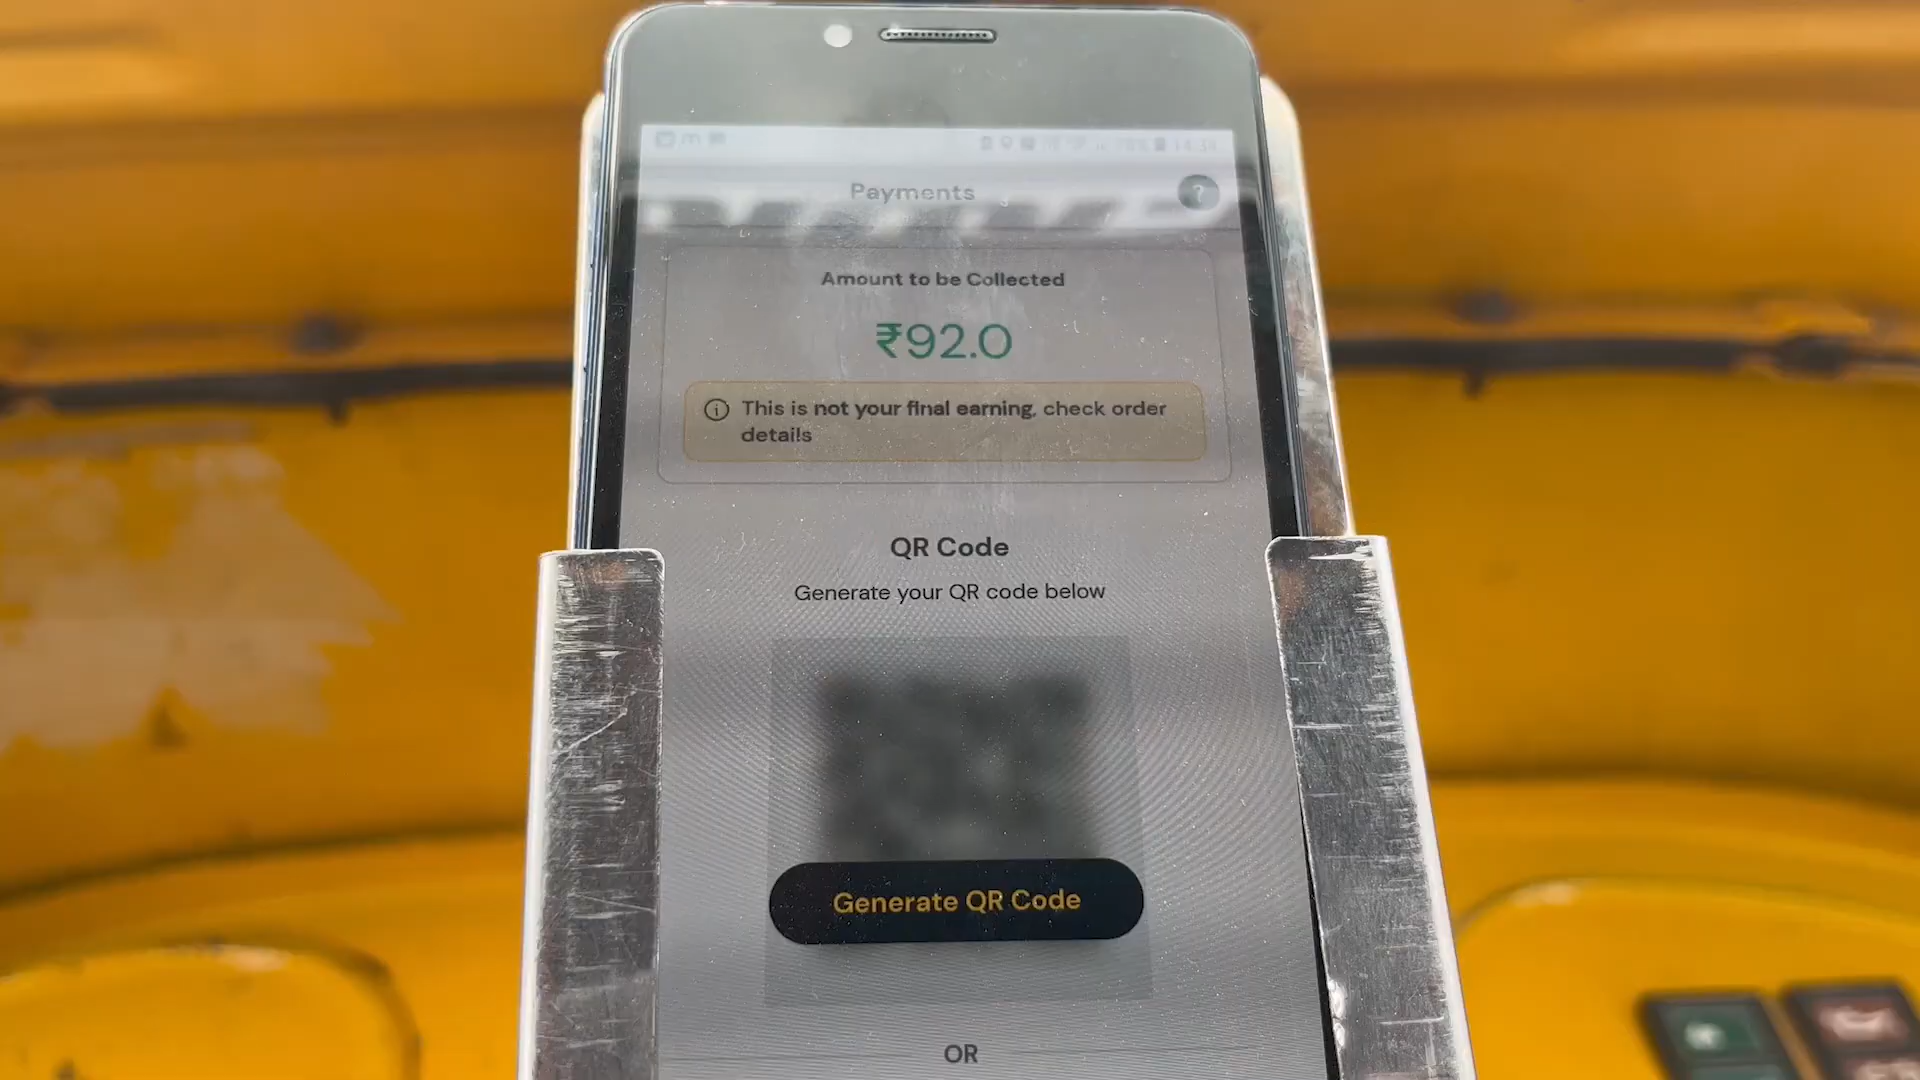 Payments
?
Amount to be Collected
₹92.0
This is not your final earning, check order
details
QR Code
Generate your QR code below
Generate QR Code
OR